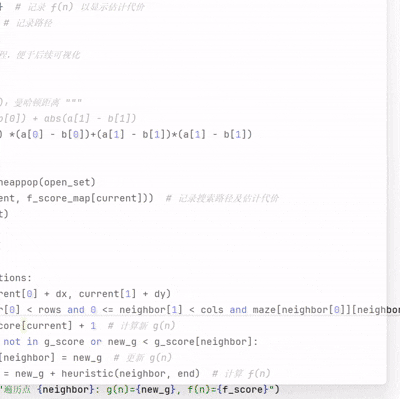 } # 记录 f(n) 以显示估计代价
# 记录路径
程，便于后续可视化
)，曼哈顿距离 """
b[0]) + abs(a[1] - b[1])
) *(a[0] - b[0])+(a[1] - b[1])*(a[1] - b[1])
heappop(open_set)
ent, f_score_map[current])) # 记录搜索路径及估计代价
t)
tions:
rent[0] + dx, current[1] + dy)
r[0] < rows and 0 <= neighbor[1] < cols and maze[neighbor[0]][neighbor
core[current] + 1 # 计算新 g(n)
not in g_score or new_g < g_score[neighbor]:
[neighbor] = new_g # 更新 g(n)
= new_g + heuristic(neighbor, end) # 计算 f(n)
"遍历点 {neighbor}: g(n)={new_g}, f(n)={f_score}")